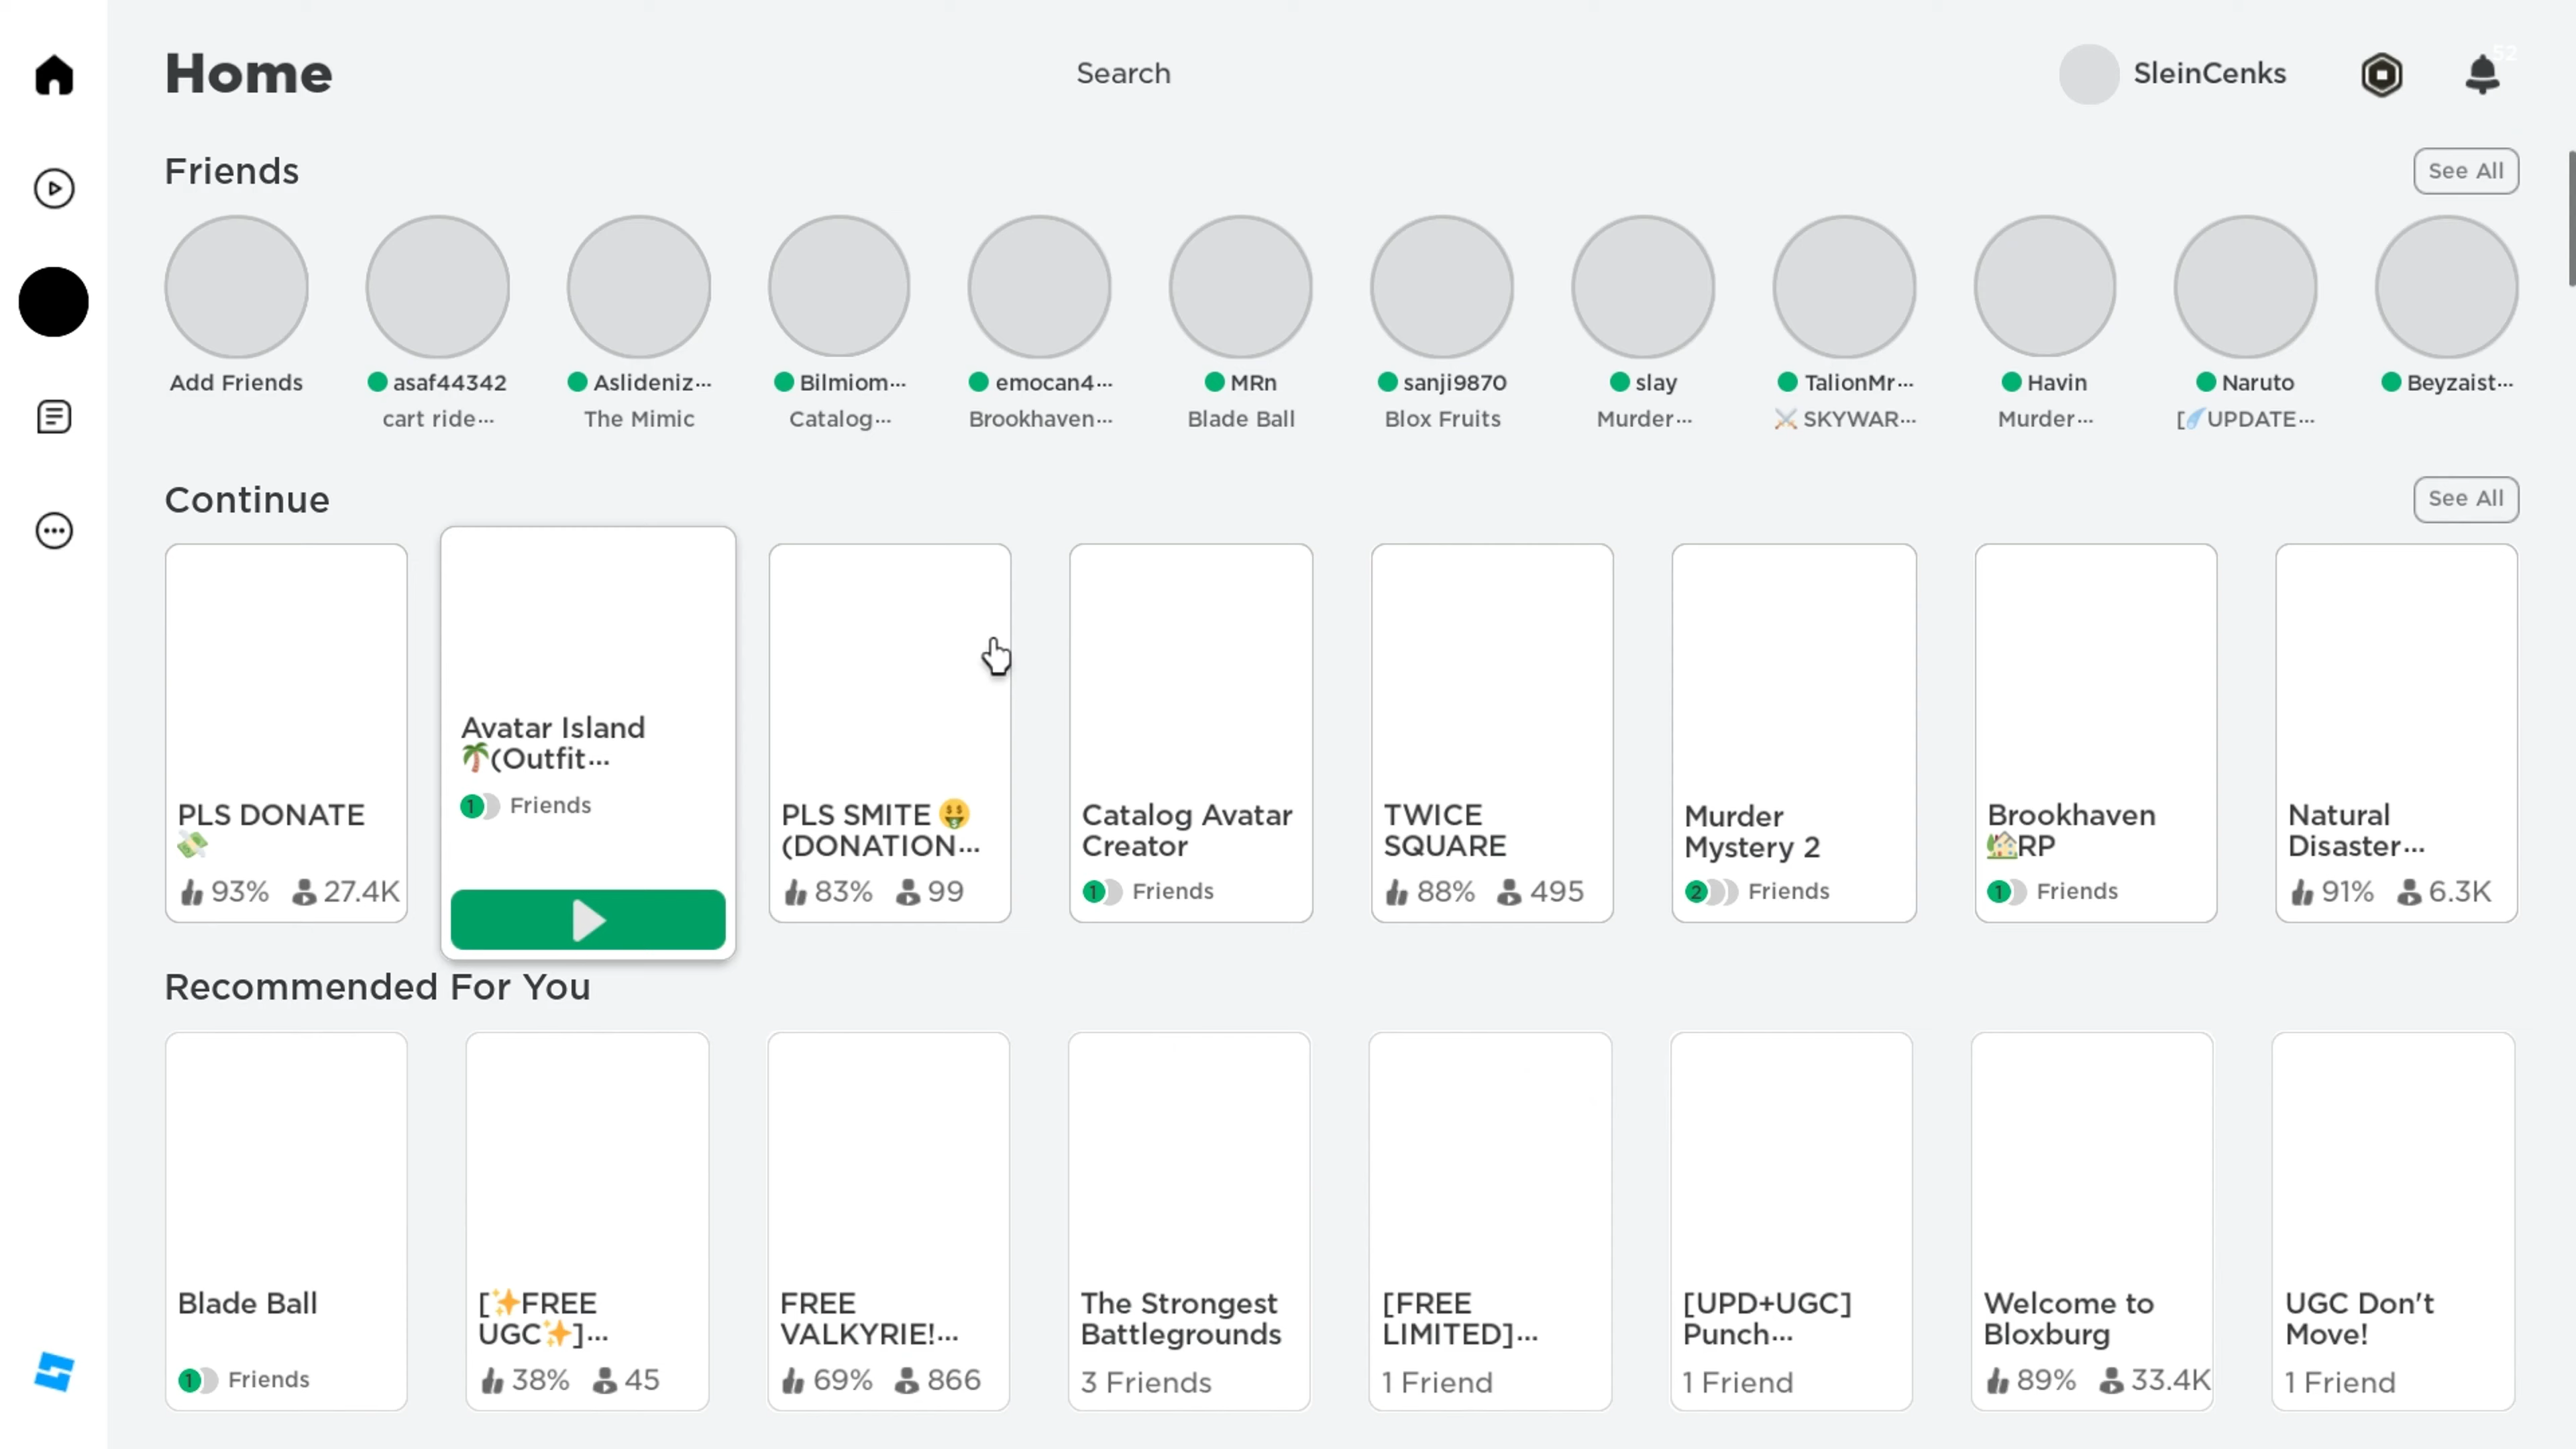 Home
Search
SleinCenks
52
Friends
See All
Add Friends
asaf44342
cart ride...
Aslideniz...
The Mimic
Bilmiom...
Catalog...
emocan4...
Brookhaven...
MRn
Blade Ball
sanji9870
Blox Fruits
slay
Murder...
TalionMr...
⚔️ SKYWAR...
Havin
Murder...
Naruto
[☄️UPDATE...
Beyzaist...
Continue
See All
PLS DONATE
💸
93% 27.4K
Avatar Island
🌴(Outfit...
1 Friends
PLS SMITE 🤑
(DONATION...
83% 99
Catalog Avatar
Creator
1 Friends
TWICE
SQUARE
88% 495
Murder
Mystery 2
2 Friends
Brookhaven
🏡RP
1 Friends
Natural
Disaster...
91% 6.3K
Recommended For You
Blade Ball
1 Friends
[✨FREE
UGC✨]...
38% 45
FREE
VALKYRIE!...
69% 866
The Strongest
Battlegrounds
3 Friends
[FREE
LIMITED]...
1 Friend
[UPD+UGC]
Punch...
1 Friend
Welcome to
Bloxburg
89% 33.4K
UGC Don't
Move!
1 Friend